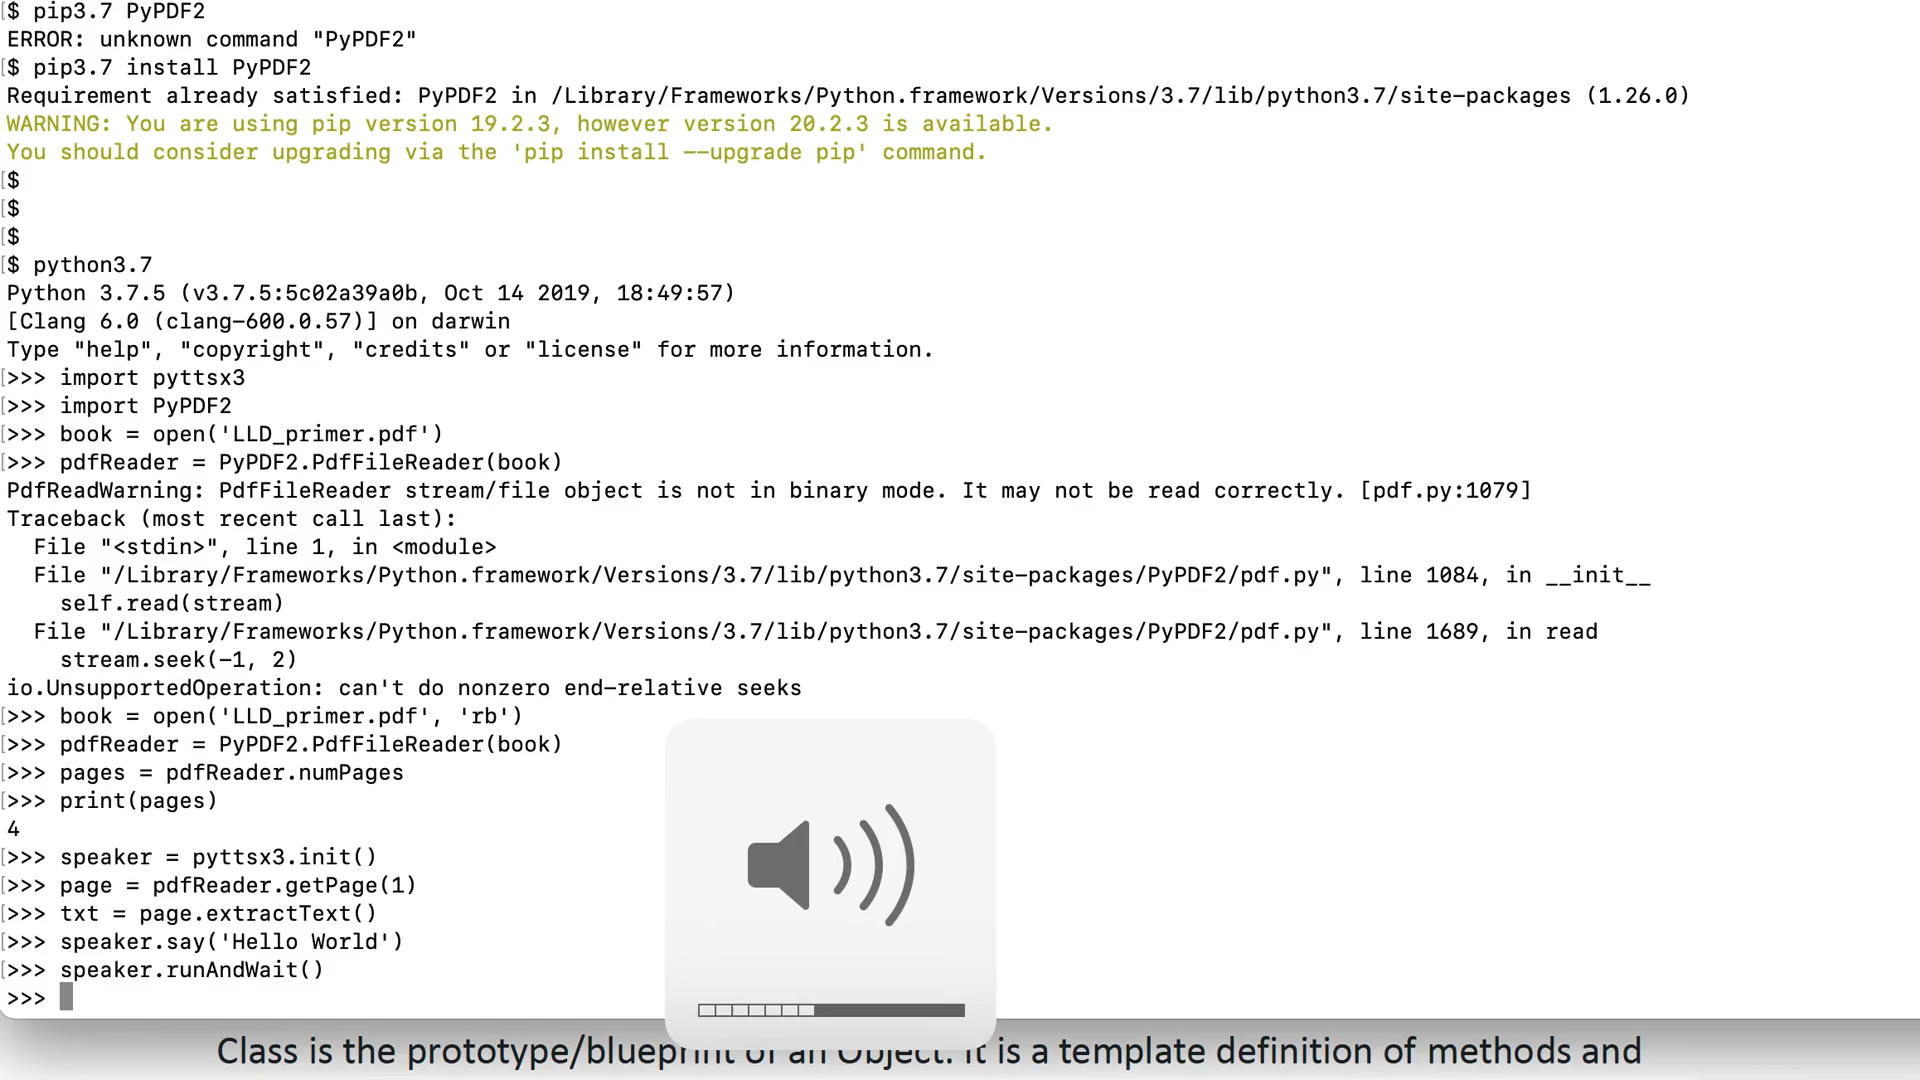 $ pip3.7 PyPDF2
ERROR: unknown command "PyPDF2"
$ pip3.7 install PyPDF2
Requirement already satisfied: PyPDF2 in /Library/Frameworks/Python.framework/Versions/3.7/lib/python3.7/site-packages (1.26.0)
WARNING: You are using pip version 19.2.3, however version 20.2.3 is available.
You should consider upgrading via the 'pip install --upgrade pip' command.
$
$
$
$ python3.7
Python 3.7.5 (v3.7.5:5c02a39a0b, Oct 14 2019, 18:49:57)
[Clang 6.0 (clang-600.0.57)] on darwin
Type "help", "copyright", "credits" or "license" for more information.
>>> import pyttsx3
>>> import PyPDF2
>>> book = open('LLD_primer.pdf')
>>> pdfReader = PyPDF2.PdfFileReader(book)
PdfReadWarning: PdfFileReader stream/file object is not in binary mode. It may not be read correctly. [pdf.py:1079]
Traceback (most recent call last):
  File "<stdin>", line 1, in <module>
  File "/Library/Frameworks/Python.framework/Versions/3.7/lib/python3.7/site-packages/PyPDF2/pdf.py", line 1084, in __init__
    self.read(stream)
  File "/Library/Frameworks/Python.framework/Versions/3.7/lib/python3.7/site-packages/PyPDF2/pdf.py", line 1689, in read
    stream.seek(-1, 2)
io.UnsupportedOperation: can't do nonzero end-relative seeks
>>> book = open('LLD_primer.pdf', 'rb')
>>> pdfReader = PyPDF2.PdfFileReader(book)
>>> pages = pdfReader.numPages
>>> print(pages)
4
>>> speaker = pyttsx3.init()
>>> page = pdfReader.getPage(1)
>>> txt = page.extractText()
>>> speaker.say('Hello World')
>>> speaker.runAndWait()
>>>
Class is the prototype/blueprint of an Object. It is a template definition of methods and